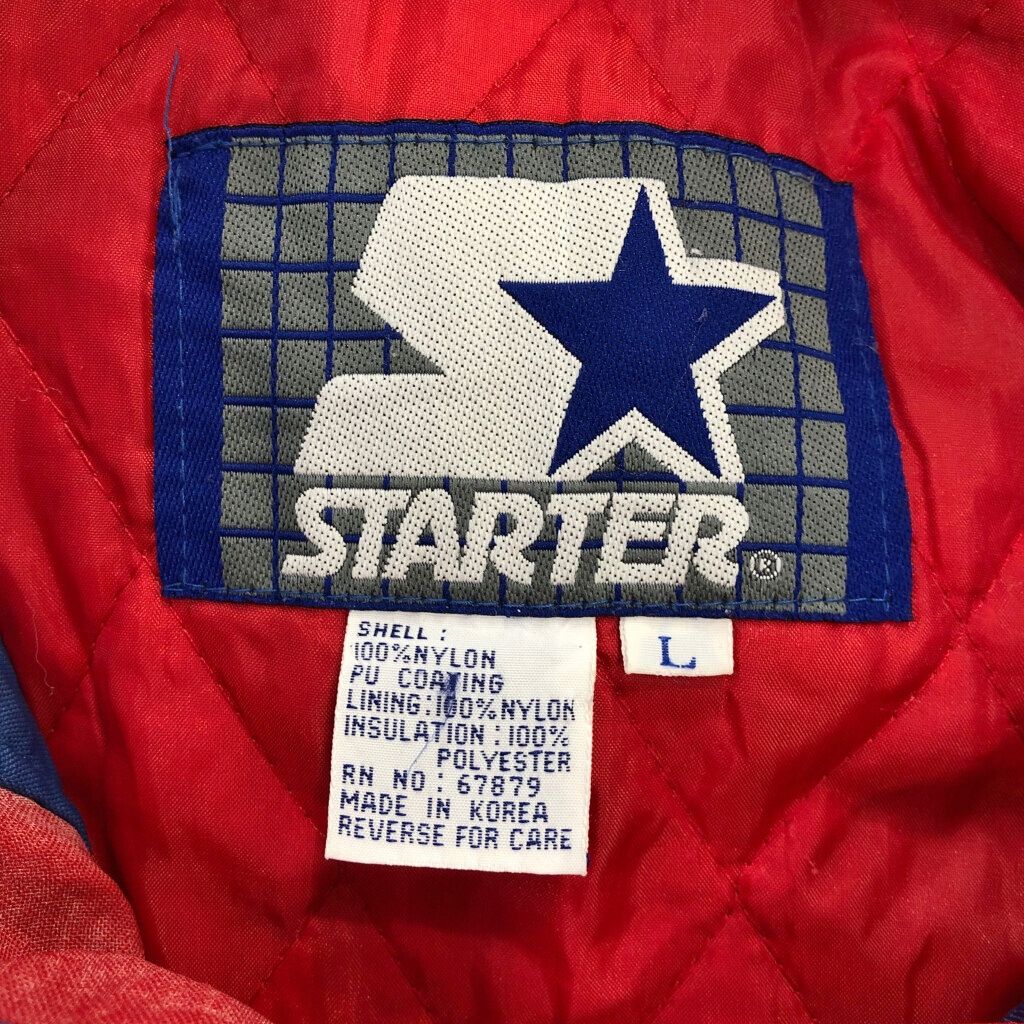 STARTER®
SHELL:
100%NYLON
PU COATING
LINING:100%NYLON
INSULATION:100%
POLYESTER
RN NO: 67879
MADE IN KOREA
REVERSE FOR CARE
L